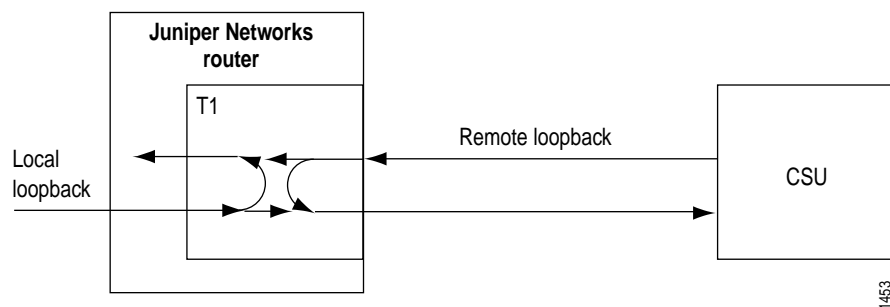 Juniper Networks
router
T1
Remote loopback
Local
loopback
CSU
1453